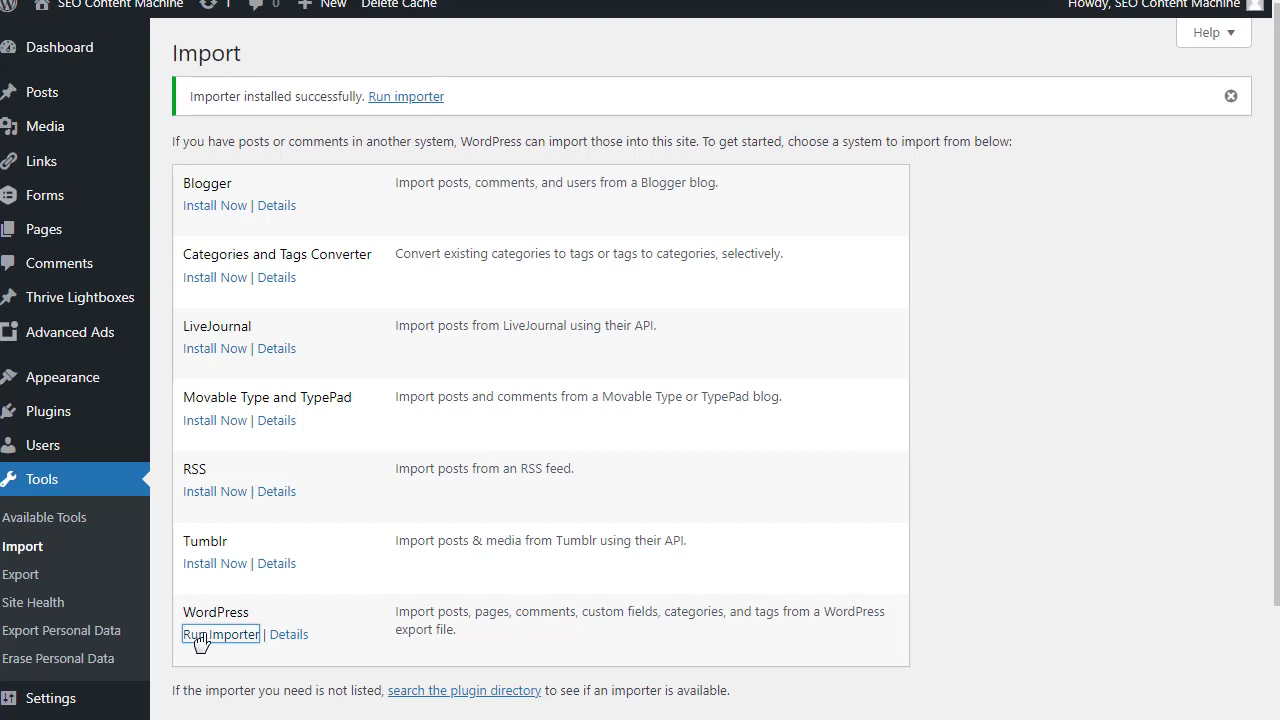 SEO Content Machine 1 0 New Delete Cache Howdy, SEO Content Machine
Help
Dashboard
Posts
Media
Links
Forms
Pages
Comments
Thrive Lightboxes
Advanced Ads
Appearance
Plugins
Users
Tools
Available Tools
Import
Export
Site Health
Export Personal Data
Erase Personal Data
Settings
Import
Importer installed successfully. Run importer
If you have posts or comments in another system, WordPress can import those into this site. To get started, choose a system to import from below:
Blogger Import posts, comments, and users from a Blogger blog.
Install Now | Details
Categories and Tags Converter Convert existing categories to tags or tags to categories, selectively.
Install Now | Details
LiveJournal Import posts from LiveJournal using their API.
Install Now | Details
Movable Type and TypePad Import posts and comments from a Movable Type or TypePad blog.
Install Now | Details
RSS Import posts from an RSS feed.
Install Now | Details
Tumblr Import posts & media from Tumblr using their API.
Install Now | Details
WordPress Import posts, pages, comments, custom fields, categories, and tags from a WordPress
export file.
Run Importer | Details
If the importer you need is not listed, search the plugin directory to see if an importer is available.